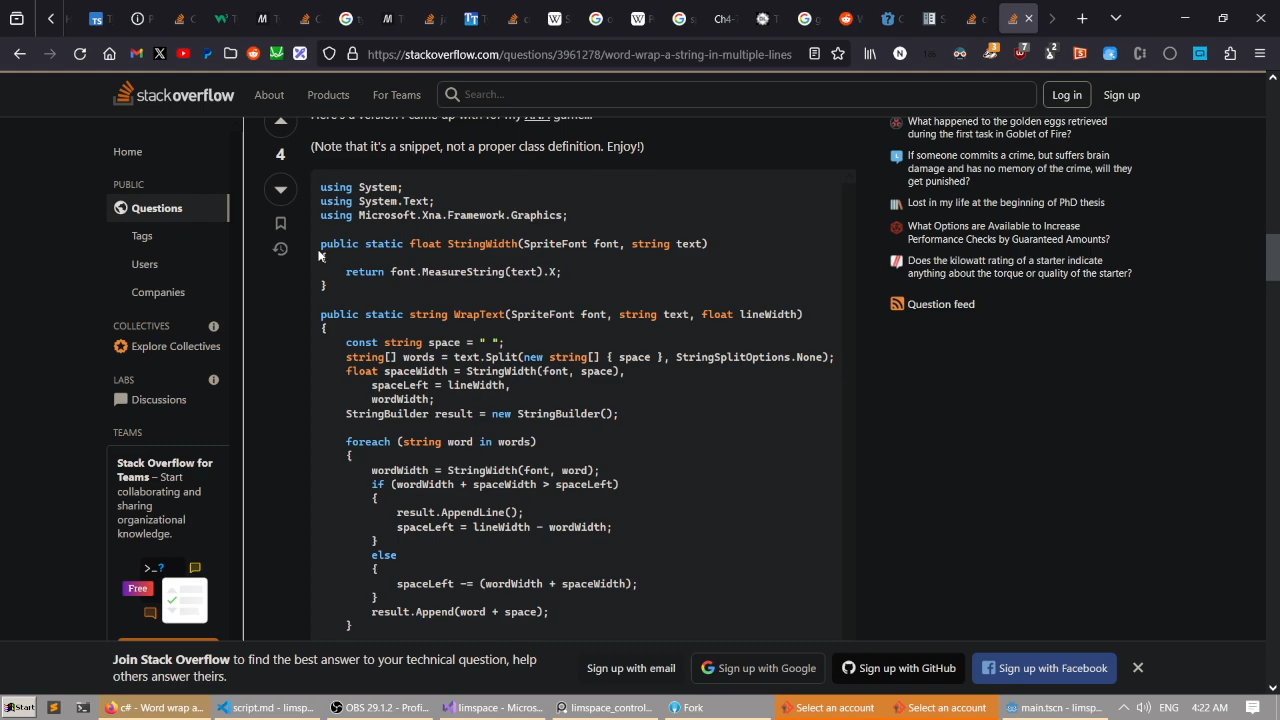 https://stackoverflow.com/questions/3961278/word-wrap-a-string-in-multiple-lines
stackoverflow
About
Products
For Teams
Search...
Log in
Sign up
Home
PUBLIC
Questions
Tags
Users
Companies
COLLECTIVES
Explore Collectives
LABS
Discussions
TEAMS
Stack Overflow for
Teams – Start
collaborating and
sharing
organizational
knowledge.
>_?
Free
4
(Note that it's a snippet, not a proper class definition. Enjoy!)
using System;
using System.Text;
using Microsoft.Xna.Framework.Graphics;
public static float StringWidth(SpriteFont font, string text)
{
return font.MeasureString(text).X;
}
public static string WrapText(SpriteFont font, string text, float lineWidth)
{
const string space = " ";
string[] words = text.Split(new string[] { space }, StringSplitOptions.None);
float spaceWidth = StringWidth(font, space),
spaceLeft = lineWidth,
wordWidth;
StringBuilder result = new StringBuilder();
foreach (string word in words)
{
wordWidth = StringWidth(font, word);
if (wordWidth + spaceWidth > spaceLeft)
{
result.AppendLine();
spaceLeft = lineWidth - wordWidth;
}
else
{
spaceLeft -= (wordWidth + spaceWidth);
}
result.Append(word + space);
}
What happened to the golden eggs retrieved
during the first task in Goblet of Fire?
If someone commits a crime, but suffers brain
damage and has no memory of the crime, will they
get punished?
Lost in my life at the beginning of PhD thesis
What Options are Available to Increase
Performance Checks by Guaranteed Amounts?
Does the kilowatt rating of a starter indicate
anything about the torque or quality of the starter?
Question feed
Join Stack Overflow to find the best answer to your technical question, help
others answer theirs.
Sign up with email
Sign up with Google
Sign up with GitHub
Sign up with Facebook
Start
c# - Word wrap a...
script.md - limsp...
OBS 29.1.2 - Profi...
limspace - Micros...
limspace_control...
Fork
Select an account
Select an account
main.tscn - limsp...
ENG
4:22 AM